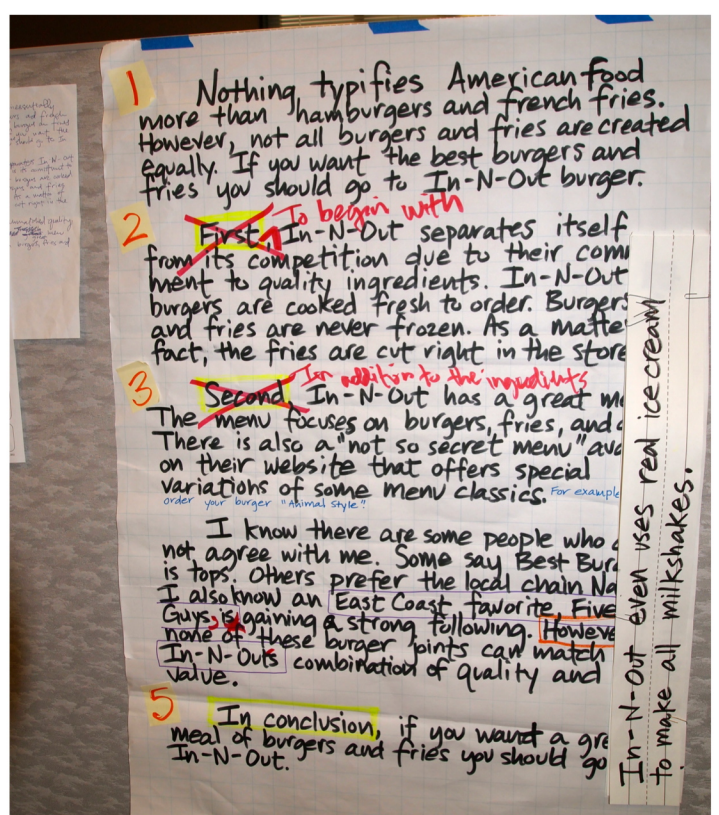 1
Nothing typifies American food
more than hamburgers and french fries.
However, not all burgers and fries are created
equally. If you want the best burgers and
fries you should go to In-N-Out burger.
2
First, To begin with In-N-Out separates itself
from its competition due to their
ment to quality ingredients. In-N-Out
burgers are cooked fresh to order. Burgers
and fries are never frozen. As a
fact, the fries are cut right in the store
3
Second, In addition to the ingredients In-N-Out has a great
The menu focuses on burgers, fries, and
There is also a "not so secret menu"
on their website that offers special
variations of some menu classics. For example
order your burger "Animal Style"
I know there are some people who
not agree with me. Some say Best
is tops. Others prefer the local chain
I also know an East Coast favorite, Five
Guys, is gaining a strong following.
none of these burger joints can match
In-N-Outs combination of quality and
value.
5
In conclusion, if you want a
meal of burgers and fries you should go
In-N-Out.
In-N-Out even uses real ice cream
to make all milkshakes.